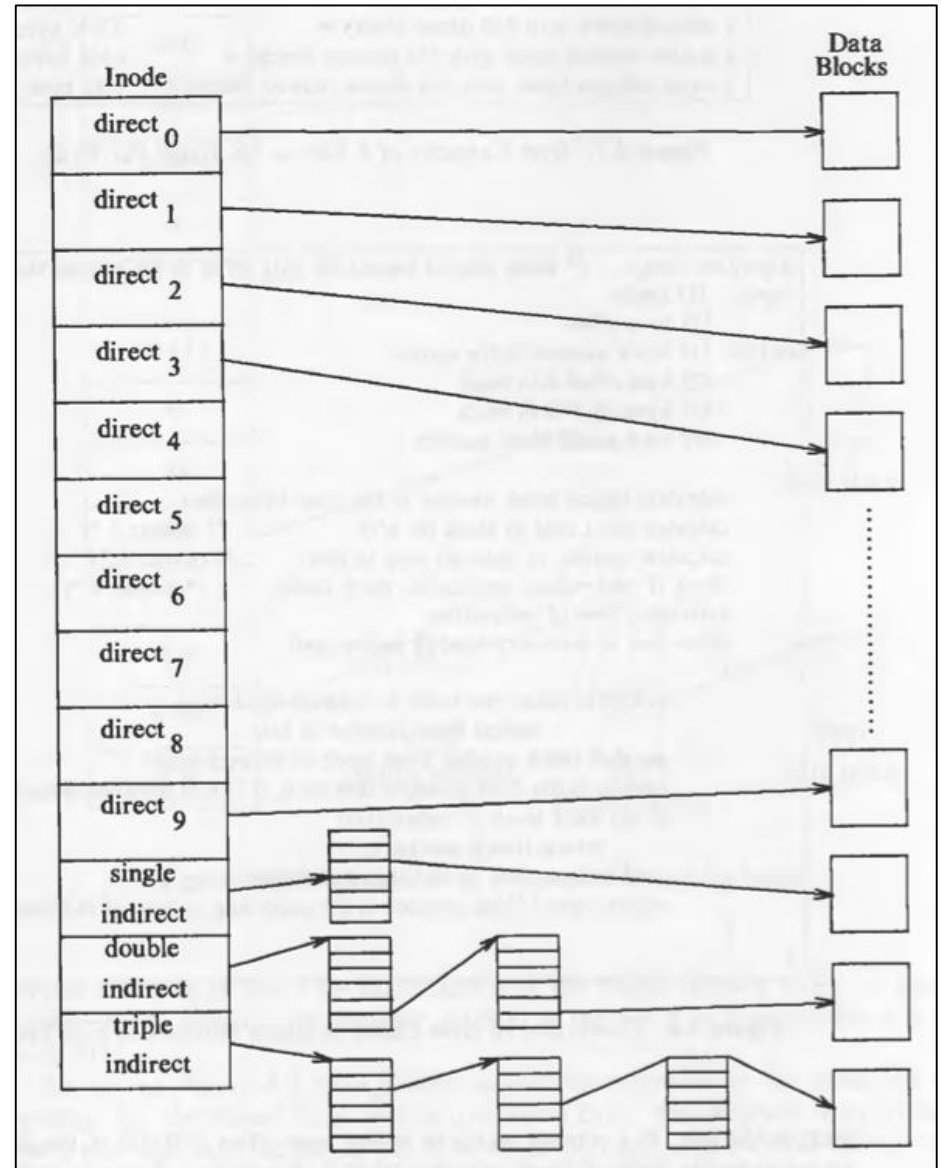 Inode
Data
Blocks
direct 0
direct 1
direct 2
direct 3
direct 4
direct 5
direct 6
direct 7
direct 8
direct 9
single
indirect
double
indirect
triple
indirect